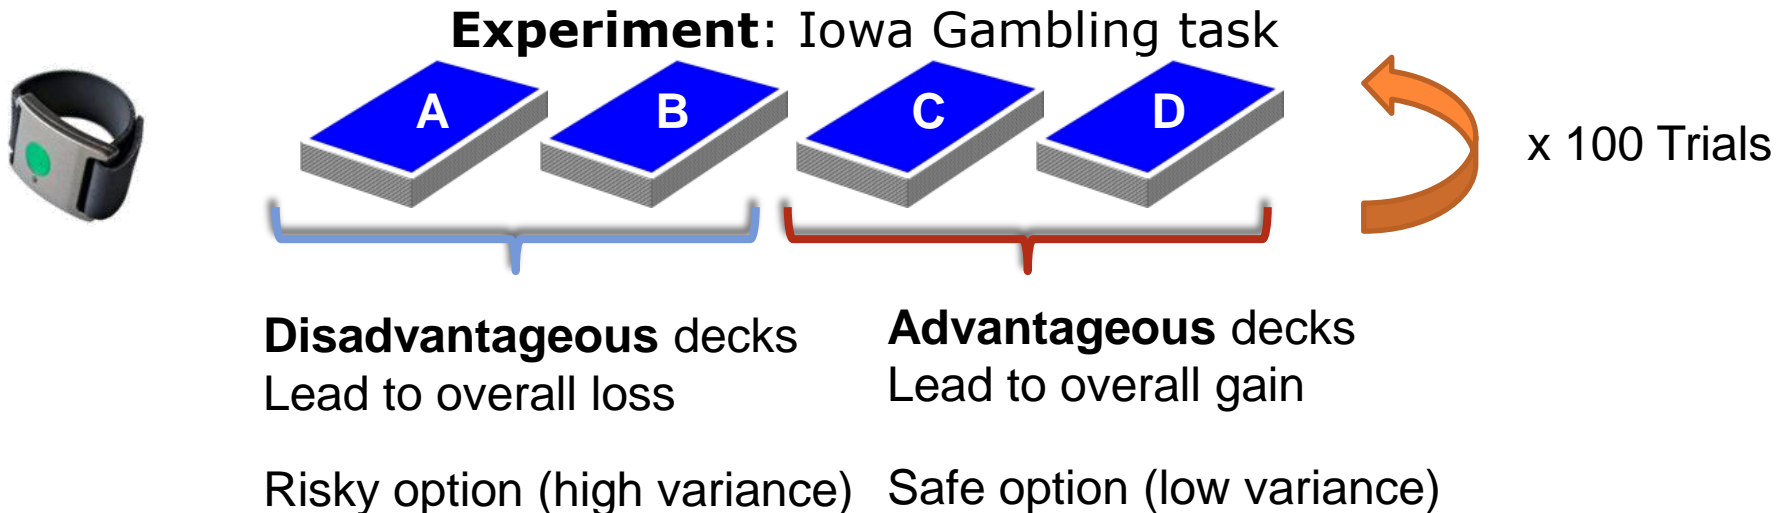 Experiment: Iowa Gambling task
A B C D
x 100 Trials
Disadvantageous decks
Lead to overall loss
Risky option (high variance)
Advantageous decks
Lead to overall gain
Safe option (low variance)